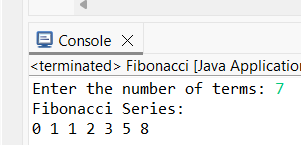 Console
<terminated> Fibonacci [Java Application
Enter the number of terms: 7
Fibonacci Series:
0 1 1 2 3 5 8